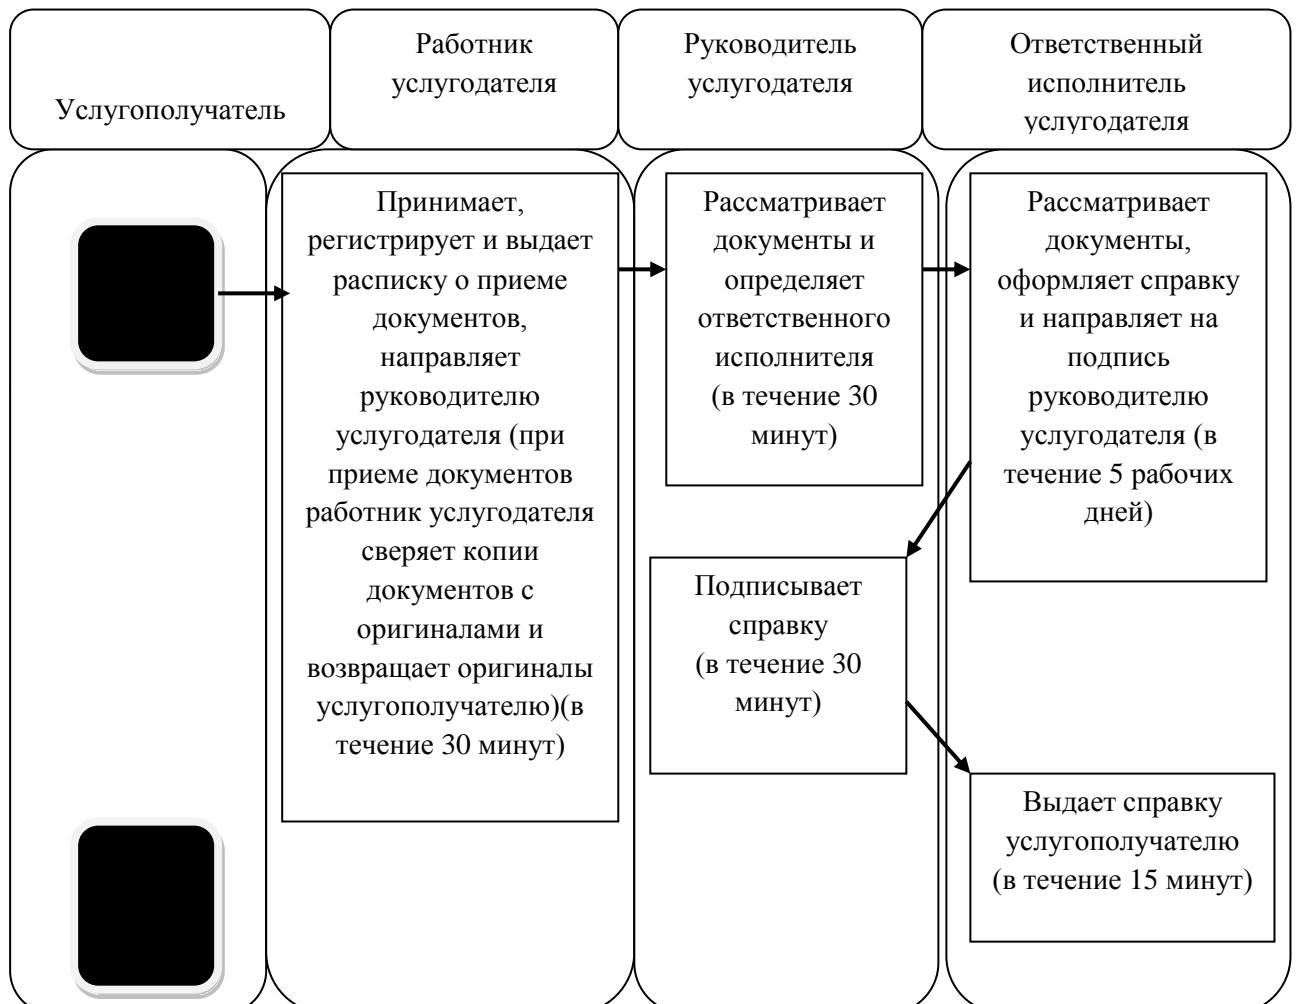 Услугополучатель
Работник
услугодателя
Руководитель
услугодателя
Ответственный
исполнитель
услугодателя
Принимает,
регистрирует и выдает
расписку о приеме
документов,
направляет
руководителю
услугодателя (при
приеме документов
работник услугодателя
сверяет копии
документов с
оригиналами и
возвращает оригиналы
услугополучателю)(в
течение 30 минут)
Рассматривает
документы и
определяет
ответственного
исполнителя
(в течение 30
минут)
Рассматривает
документы,
оформляет справку
и направляет на
подпись
руководителю
услугодателя (в
течение 5 рабочих
дней)
Подписывает
справку
(в течение 30
минут)
Выдает справку
услугополучателю
(в течение 15 минут)